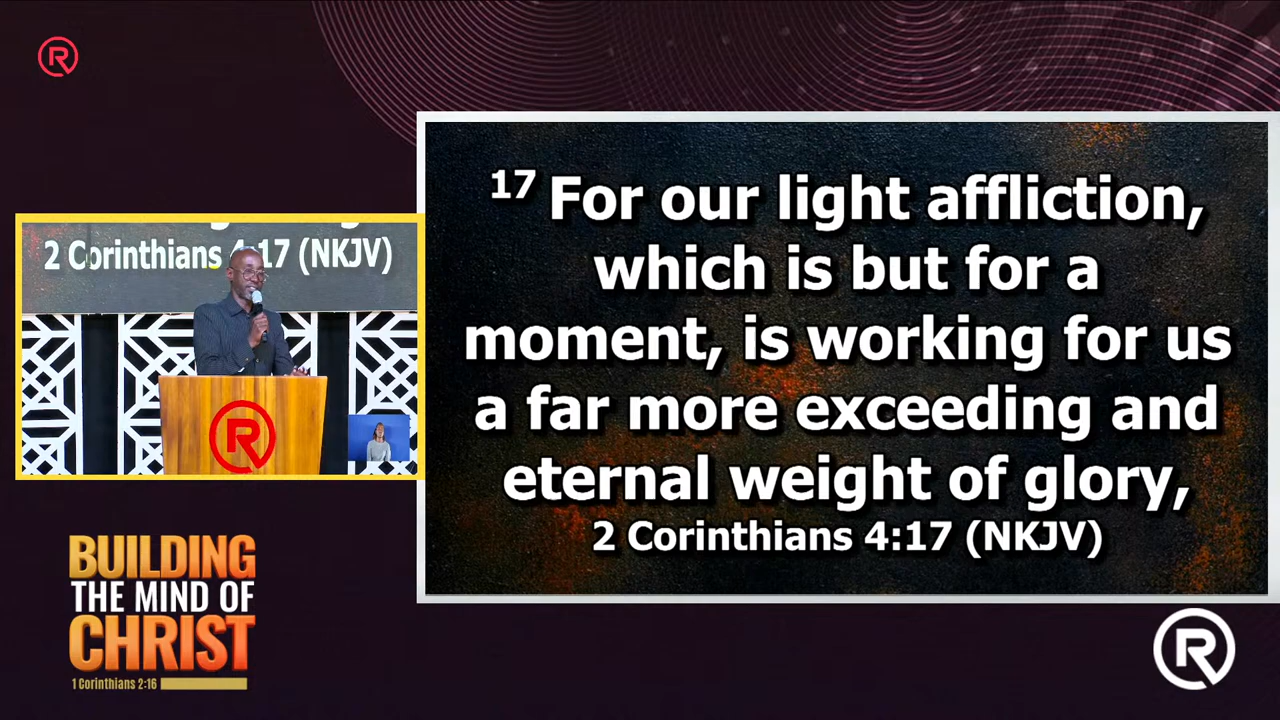 R
17 For our light affliction,
which is but for a
moment, is working for us
a far more exceeding and
eternal weight of glory,
2 Corinthians 4:17 (NKJV)
2 Corinthians 4:17 (NKJV)
R
BUILDING
THE MIND OF
CHRIST
1 Corinthians 2:16
R